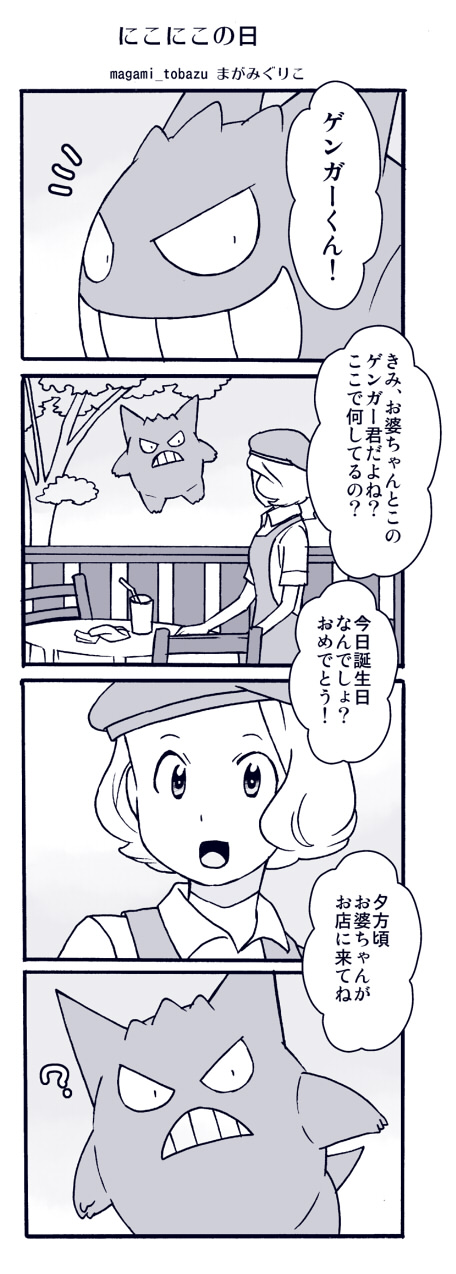 にこにこの日
magami_tobazu まがみぐりこ
ゲンガーくん！
きみ、お婆ちゃんとこの
ゲンガー君だよね？
ここで何してるの？
今日誕生日
なんでしょ？
おめでとう！
夕方頃
お婆ちゃんが
お店に来てね
？